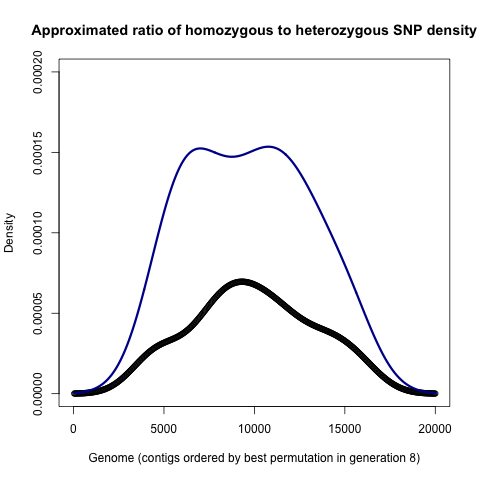 Approximated ratio of homozygous to heterozygous SNP density
0.00020
0.00015
0.00010
0.00005
0.00000
Density
0 5000 10000 15000 20000
Genome (contigs ordered by best permutation in generation 8)